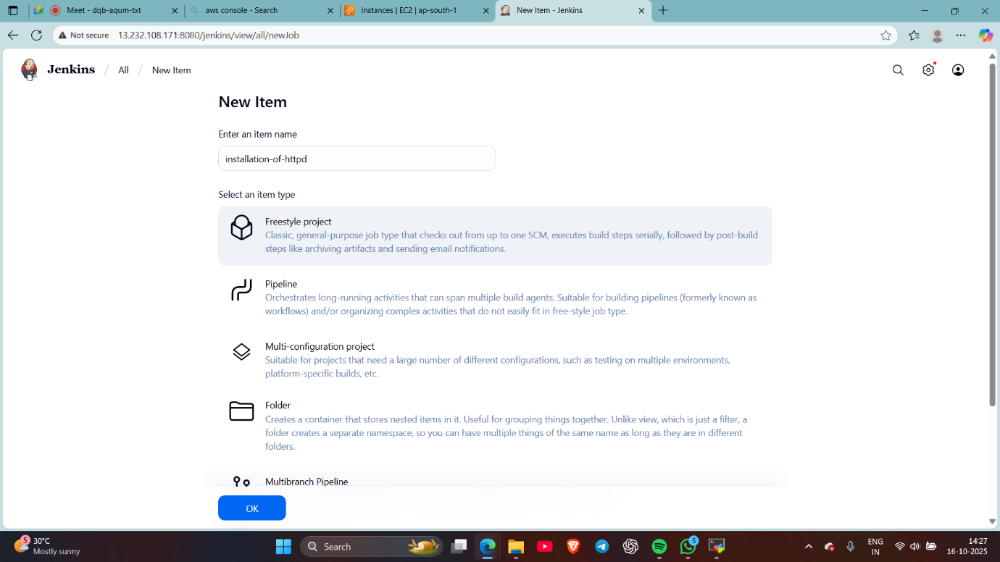 Meet - dqb-aqum-txt
aws console - Search
Instances | EC2 | ap-south-1
New Item - Jenkins
Not secure
13.232.108.171:8080/jenkins/view/all/newJob
Jenkins / All / New Item
New Item
Enter an item name
installation-of-httpd
Select an item type
Freestyle project
Classic, general-purpose job type that checks out from up to one SCM, executes build steps serially, followed by post-build
steps like archiving artifacts and sending email notifications.
Pipeline
Orchestrates long-running activities that can span multiple build agents. Suitable for building pipelines (formerly known as
workflows) and/or organizing complex activities that do not easily fit in free-style job type.
Multi-configuration project
Suitable for projects that need a large number of different configurations, such as testing on multiple environments,
platform-specific builds, etc.
Folder
Creates a container that stores nested items in it. Useful for grouping things together. Unlike view, which is just a filter, a
folder creates a separate namespace, so you can have multiple things of the same name as long as they are in different
folders.
Multibranch Pipeline
OK
5
30°C
Mostly sunny
Search
5
ENG
IN
14:27
16-10-2025